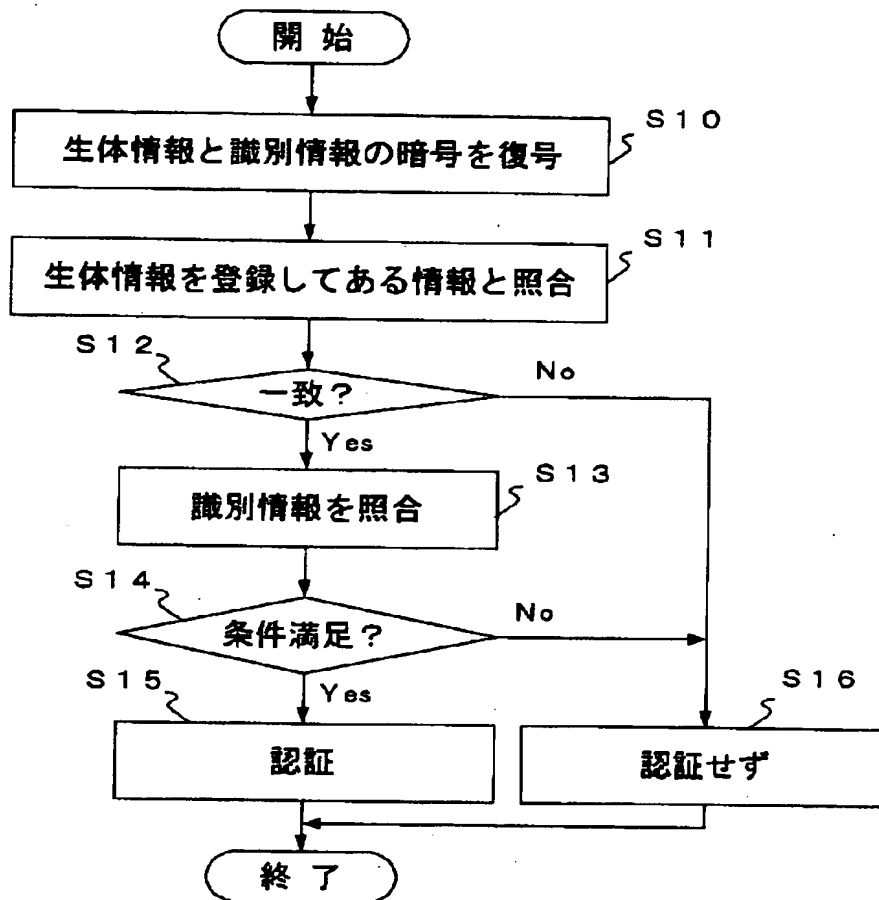 開 始
S10
生体情報と識別情報の暗号を復号
S11
生体情報を登録してある情報と照合
S12
一致？
No
Yes
S13
識別情報を照合
S14
条件満足？
No
Yes
S15
認証
S16
認証せず
終 了